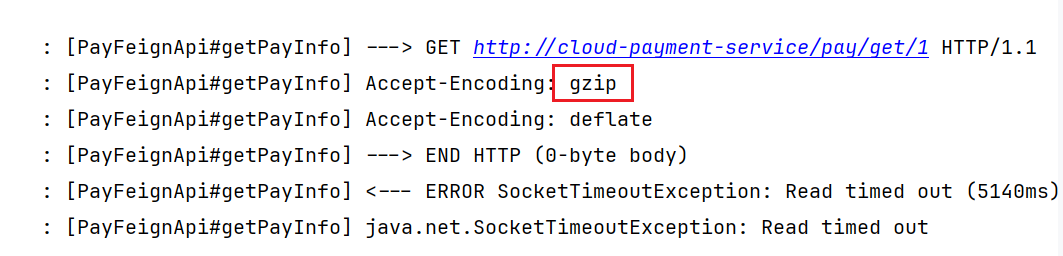 : [PayFeignApi#getPayInfo] ---> GET http://cloud-payment-service/pay/get/1 HTTP/1.1
: [PayFeignApi#getPayInfo] Accept-Encoding: gzip
: [PayFeignApi#getPayInfo] Accept-Encoding: deflate
: [PayFeignApi#getPayInfo] ---> END HTTP (0-byte body)
: [PayFeignApi#getPayInfo] <--- ERROR SocketTimeoutException: Read timed out (5140ms)
: [PayFeignApi#getPayInfo] java.net.SocketTimeoutException: Read timed out